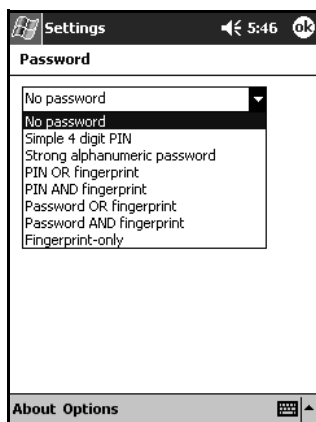 Settings 5:46 ok
Password
No password
No password
Simple 4 digit PIN
Strong alphanumeric password
PIN OR fingerprint
PIN AND fingerprint
Password OR fingerprint
Password AND fingerprint
Fingerprint-only
About Options